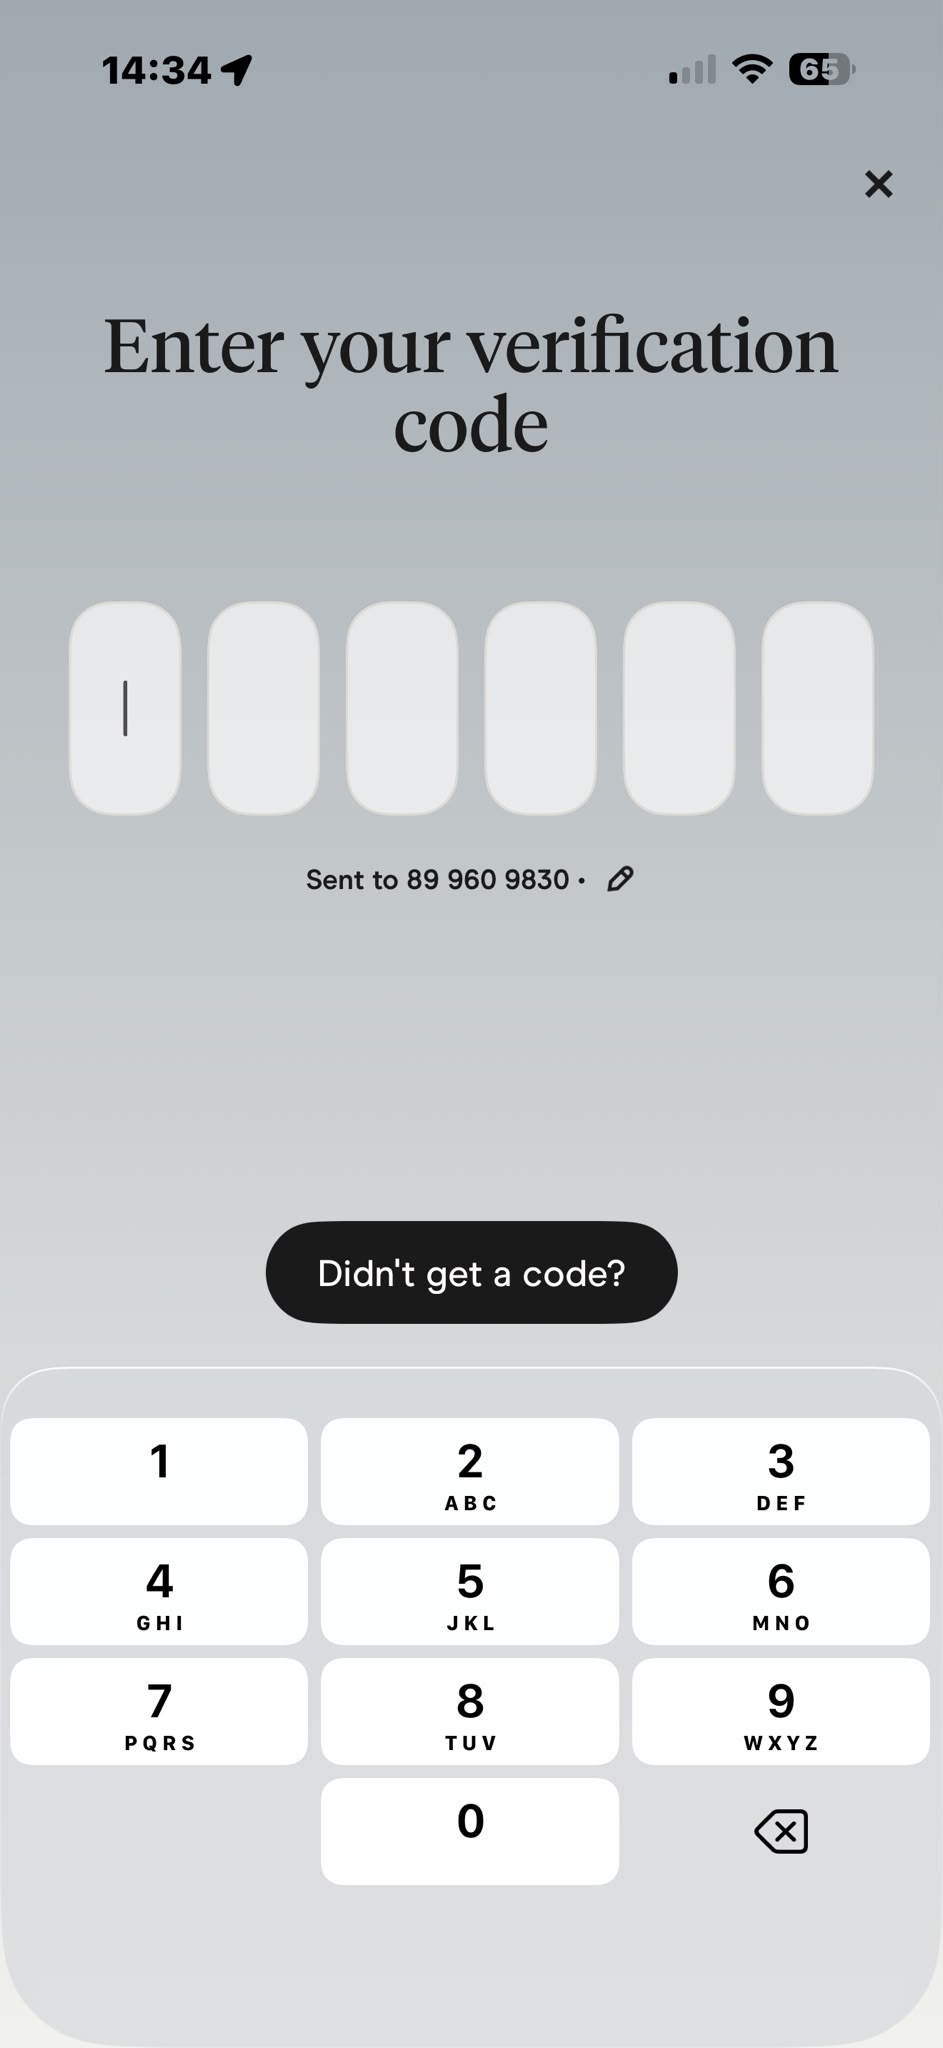 14:34
65
Enter your verification
code
Sent to 89 960 9830 •
Didn't get a code?
1
2
ABC
3
DEF
4
GHI
5
JKL
6
MNO
7
PQRS
8
TUV
9
WXYZ
0